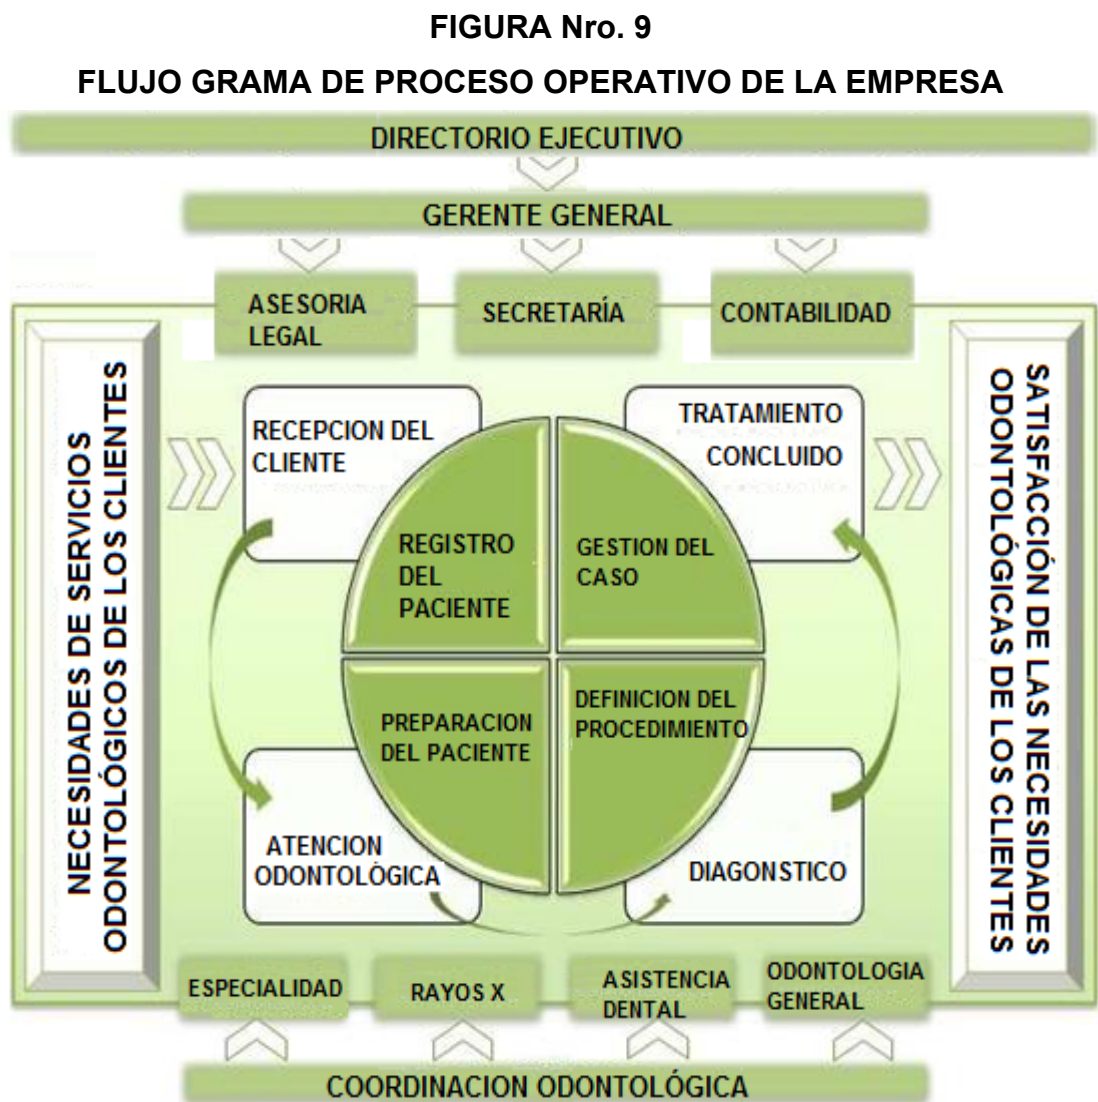 FIGURA Nro. 9
FLUJO GRAMA DE PROCESO OPERATIVO DE LA EMPRESA
DIRECTORIO EJECUTIVO
GERENTE GENERAL
ASESORIA
LEGAL
SECRETARÍA
CONTABILIDAD
NECESIDADES DE SERVICIOS
ODONTOLÓGICOS DE LOS CLIENTES
RECEPCION DEL
CLIENTE
TRATAMIENTO
CONCLUIDO
REGISTRO
DEL
PACIENTE
GESTION DEL
CASO
PREPARACION
DEL PACIENTE
DEFINICION DEL
PROCEDIMIENTO
ATENCION
ODONTOLÓGICA
DIAGONSTICO
SATISFACCIÓN DE LAS NECESIDADES
ODONTOLÓGICAS DE LOS CLIENTES
ESPECIALIDAD
RAYOS X
ASISTENCIA
DENTAL
ODONTOLOGIA
GENERAL
COORDINACION ODONTOLÓGICA